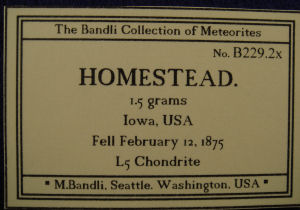 The Bandli Collection of Meteorites
No. B229.2x
HOMESTEAD.
1.5 grams
Iowa, USA
Fell February 12, 1875
L5 Chondrite
▪ M.Bandli, Seattle, Washington, USA ▪